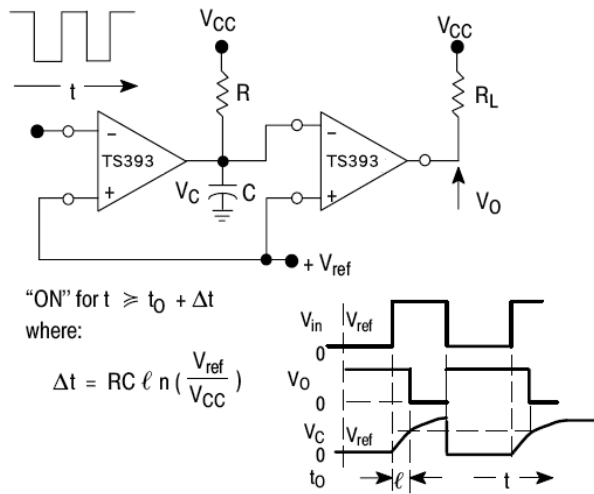 VCC
VCC
t
R
RL
−
TS393
+
VC
C
−
TS393
+
VO
+ Vref
"ON" for t ⩾ tO + Δt
where:
Δt = RC ℓ n ( Vref / VCC )
Vin
Vref
0
VO
0
VC
Vref
0
tO
ℓ
t